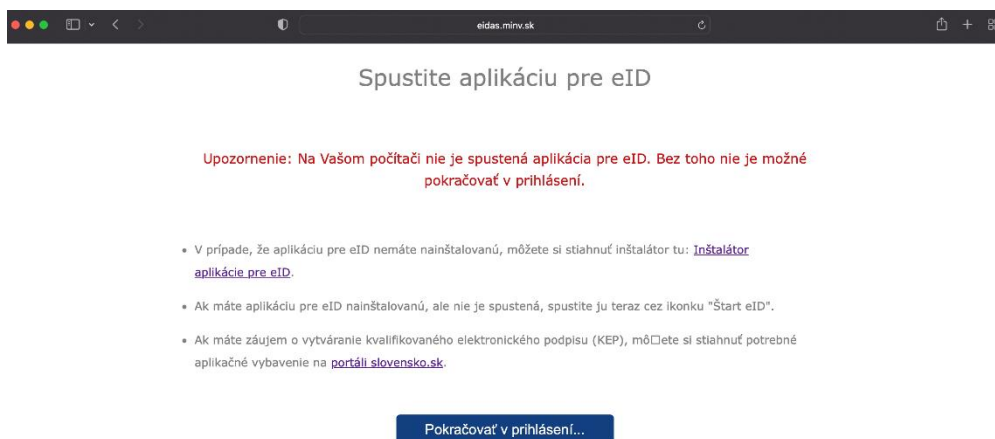 eidas.minv.sk
Spustite aplikáciu pre eID
Upozornenie: Na Vašom počítači nie je spustená aplikácia pre eID. Bez toho nie je možné
pokračovať v prihlásení.
• V prípade, že aplikáciu pre eID nemáte nainštalovanú, môžete si stiahnuť inštalátor tu: Inštalátor
aplikácie pre eID.
• Ak máte aplikáciu pre eID nainštalovanú, ale nie je spustená, spustite ju teraz cez ikonku "Štart eID".
• Ak máte záujem o vytváranie kvalifikovaného elektronického podpisu (KEP), mô□ete si stiahnuť potrebné
aplikačné vybavenie na portáli slovensko.sk.
Pokračovať v prihlásení...